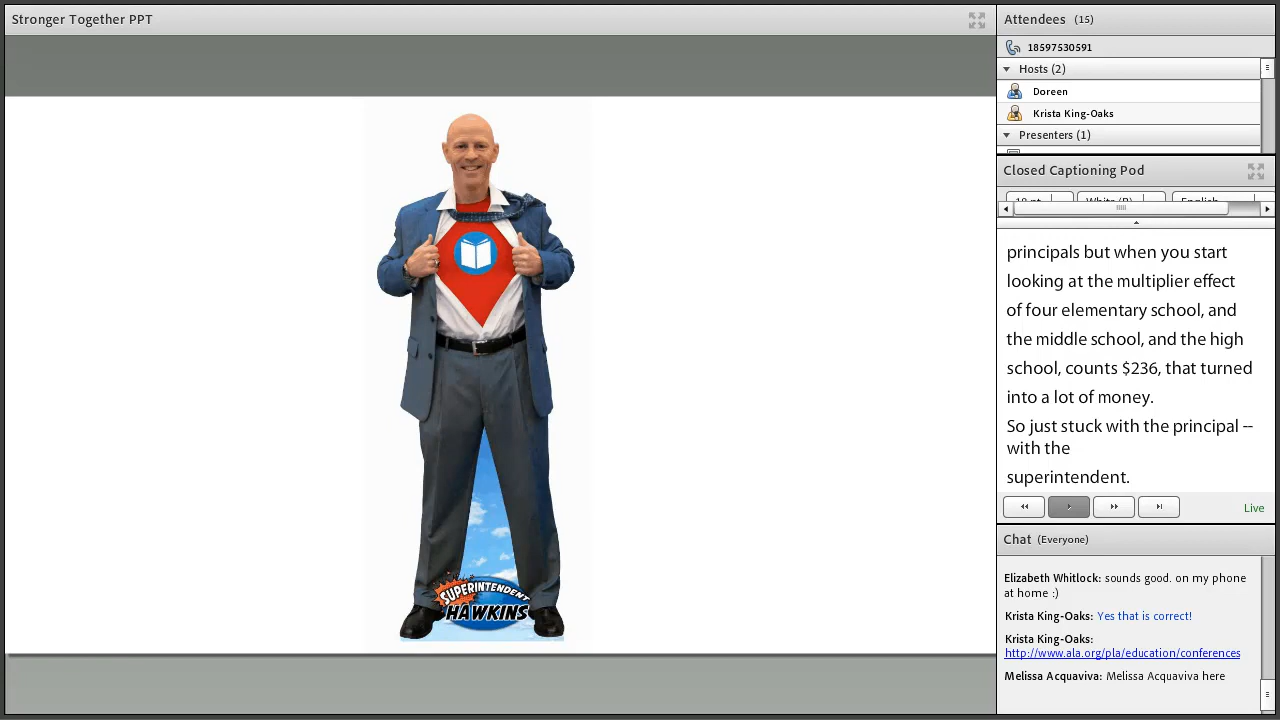 Stronger Together PPT
SUPERINTENDENT
HAWKINS
Attendees (15)
18597530591
Hosts (2)
Doreen
Krista King-Oaks
Presenters (1)
Closed Captioning Pod
principals but when you start
looking at the multiplier effect
of four elementary school, and
the middle school, and the high
school, counts $236, that turned
into a lot of money.
So just stuck with the principal --
with the
superintendent.
Live
Chat (Everyone)
Elizabeth Whitlock: sounds good. on my phone
at home :)
Krista King-Oaks: Yes that is correct!
Krista King-Oaks:
http://www.ala.org/pla/education/conferences
Melissa Acquaviva: Melissa Acquaviva here